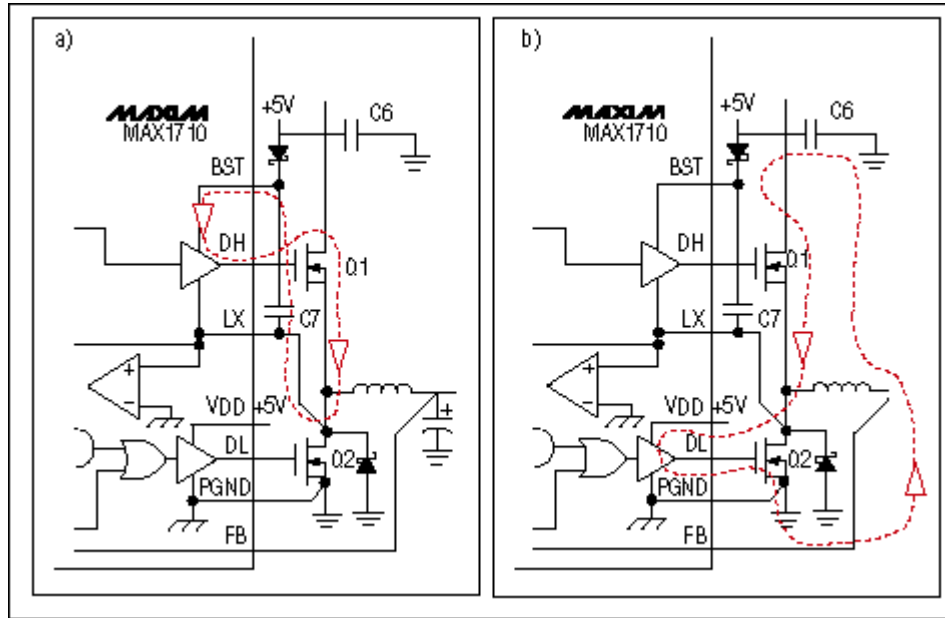 a)
MAXIM
MAX1710
+5V
C6
BST
DH
Q1
LX
C7
VDD
+5V
+
-
DL
Q2
PGND
+
FB
b)
MAXIM
MAX1710
+5V
C6
BST
DH
Q1
LX
C7
VDD
+5V
+
-
DL
Q2
PGND
FB